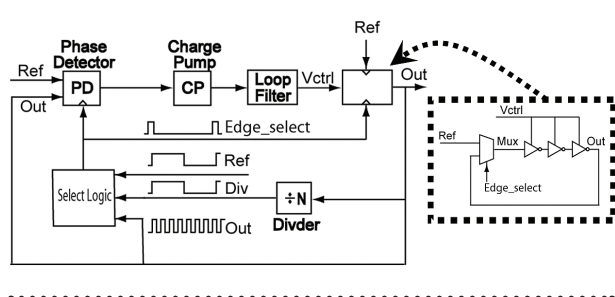 Ref
Phase
Detector
Charge
Pump
Ref
PD
CP
Loop
Filter
Vctrl
Out
Out
Edge_select
Vctrl
Ref
Mux
Out
Edge_select
Select Logic
Ref
Div
÷N
Out
Divder